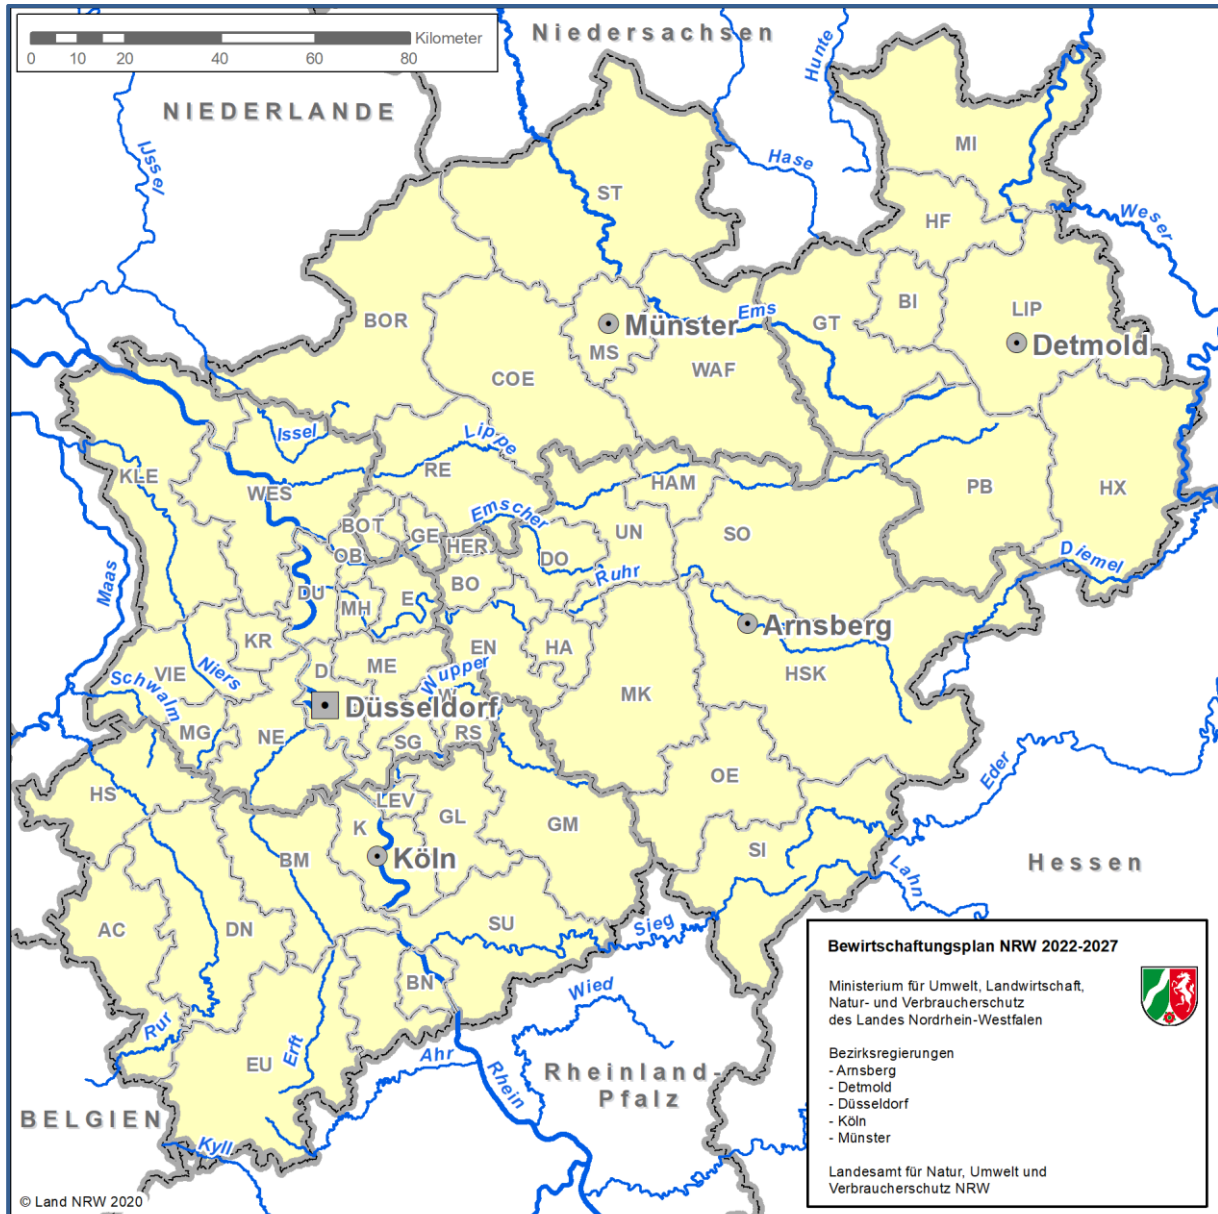 Kilometer
0 10 20 40 60 80
Niedersachsen
Hunte
NIEDERLANDE
IJssel
Hase
MI
ST
HF
Weser
BOR
Ems
GT
BI
LIP
Münster
MS
Detmold
COE
WAF
Issel
Lippe
KLE
RE
WES
HAM
PB
HX
Emscher
BOT
GE
HER
UN
SO
OB
DO
Diemel
Maas
DU
MH
E
BO
Ruhr
Arnsberg
KR
EN
HA
HSK
VIE
Niers
D
ME
Wupper
MK
Schwalm
W
Düsseldorf
MG
NE
SG
RS
OE
Eder
HS
LEV
K
GL
GM
BM
Köln
SI
Hessen
Lahn
AC
DN
SU
Sieg
BN
Wied
Rur
Erft
EU
Ahr
Rhein
Rheinland-
Pfalz
BELGIEN
Kyll
Bewirtschaftungsplan NRW 2022-2027
Ministerium für Umwelt, Landwirtschaft,
Natur- und Verbraucherschutz
des Landes Nordrhein-Westfalen
Bezirksregierungen
- Arnsberg
- Detmold
- Düsseldorf
- Köln
- Münster
Landesamt für Natur, Umwelt und
Verbraucherschutz NRW
© Land NRW 2020